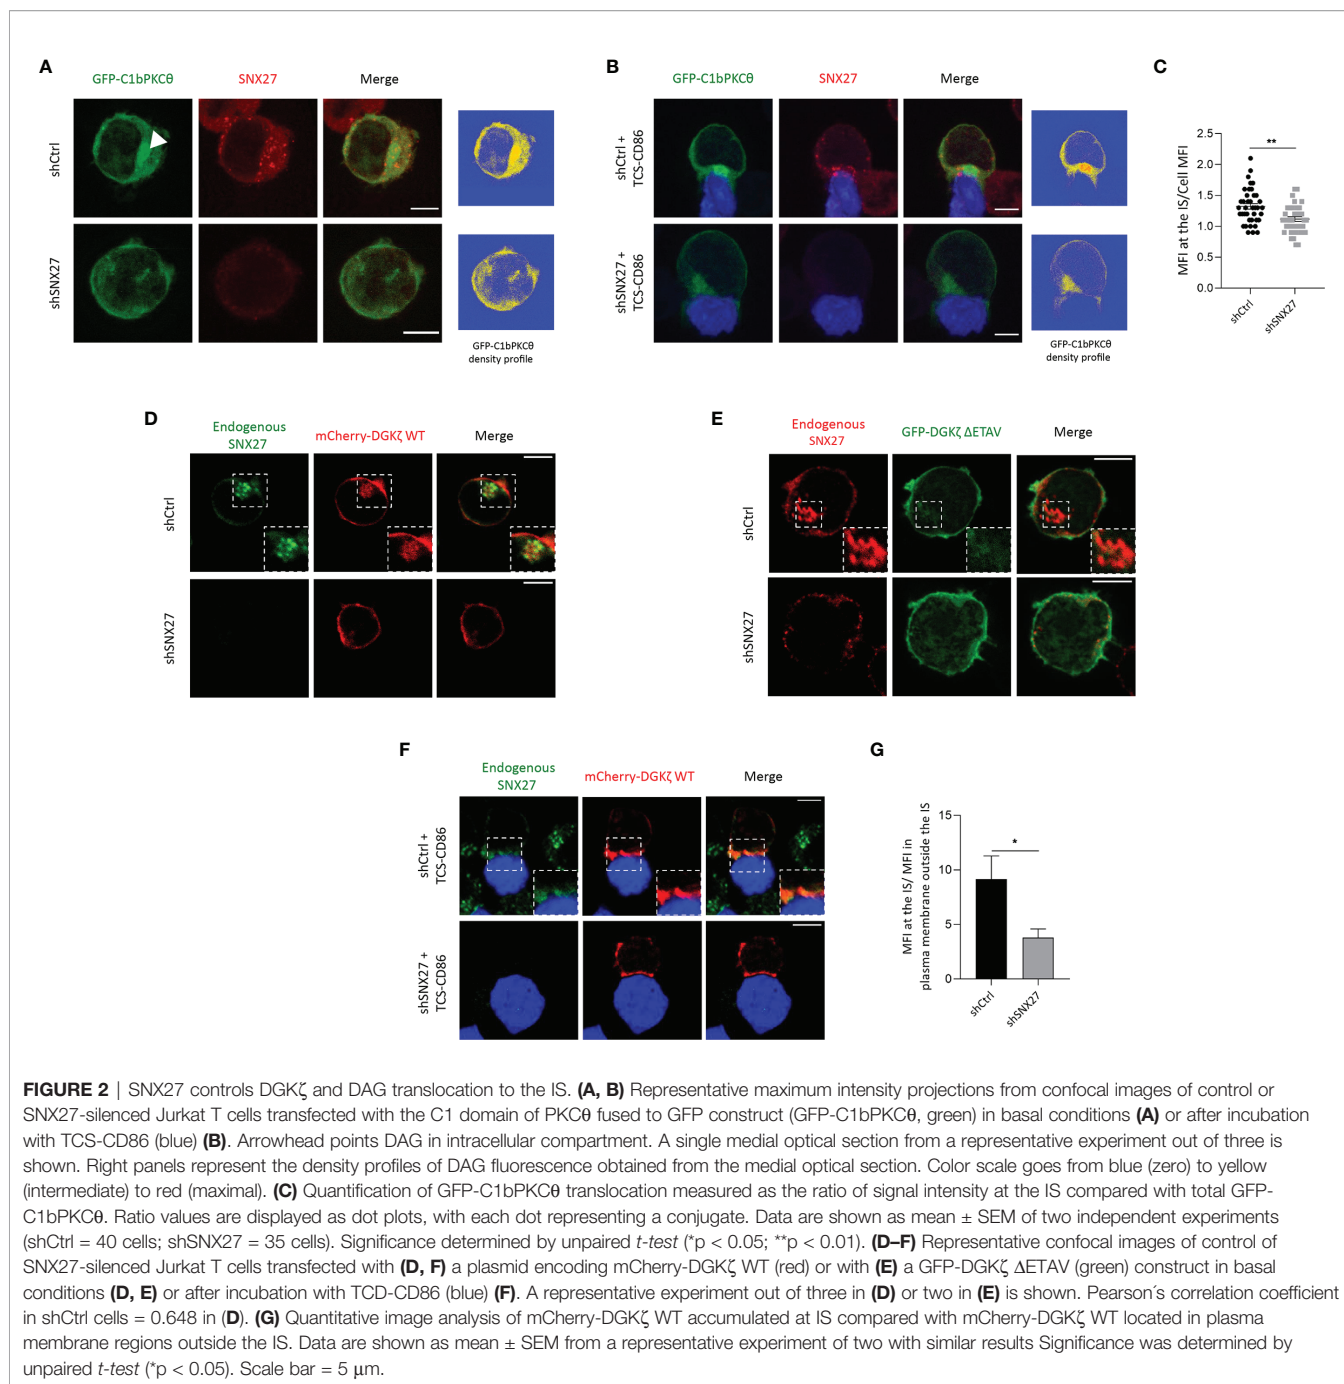 A
GFP-C1bPKCθ
SNX27
Merge
shCtrl
shSNX27
GFP-C1bPKCθ
density profile
B
GFP-C1bPKCθ
SNX27
Merge
shCtrl +
TCS-CD86
shSNX27 +
TCS-CD86
GFP-C1bPKCθ
density profile
C
MFI at the IS/Cell MFI
2.5
2.0
1.5
1.0
0.5
0.0
**
shCtrl
shSNX27
D
Endogenous
SNX27
mCherry-DGKζ WT
Merge
shCtrl
shSNX27
E
Endogenous
SNX27
GFP-DGKζ ΔETAV
Merge
shCtrl
shSNX27
F
Endogenous
SNX27
mCherry-DGKζ WT
Merge
shCtrl +
TCS-CD86
shSNX27 +
TCS-CD86
G
MFI at the IS/ MFI in
plasma membrane outside the IS
15
10
5
0
*
shCtrl
shSNX27
FIGURE 2 | SNX27 controls DGKζ and DAG translocation to the IS. (A, B) Representative maximum intensity projections from confocal images of control or
SNX27-silenced Jurkat T cells transfected with the C1 domain of PKCθ fused to GFP construct (GFP-C1bPKCθ, green) in basal conditions (A) or after incubation
with TCS-CD86 (blue) (B). Arrowhead points DAG in intracellular compartment. A single medial optical section from a representative experiment out of three is
shown. Right panels represent the density profiles of DAG fluorescence obtained from the medial optical section. Color scale goes from blue (zero) to yellow
(intermediate) to red (maximal). (C) Quantification of GFP-C1bPKCθ translocation measured as the ratio of signal intensity at the IS compared with total GFP-
C1bPKCθ. Ratio values are displayed as dot plots, with each dot representing a conjugate. Data are shown as mean ± SEM of two independent experiments
(shCtrl = 40 cells; shSNX27 = 35 cells). Significance determined by unpaired t-test (*p < 0.05; **p < 0.01). (D–F) Representative confocal images of control of
SNX27-silenced Jurkat T cells transfected with (D, F) a plasmid encoding mCherry-DGKζ WT (red) or with (E) a GFP-DGKζ ΔETAV (green) construct in basal
conditions (D, E) or after incubation with TCD-CD86 (blue) (F). A representative experiment out of three in (D) or two in (E) is shown. Pearson´s correlation coefficient
in shCtrl cells = 0.648 in (D). (G) Quantitative image analysis of mCherry-DGKζ WT accumulated at IS compared with mCherry-DGKζ WT located in plasma
membrane regions outside the IS. Data are shown as mean ± SEM from a representative experiment of two with similar results Significance was determined by
unpaired t-test (*p < 0.05). Scale bar = 5 μm.